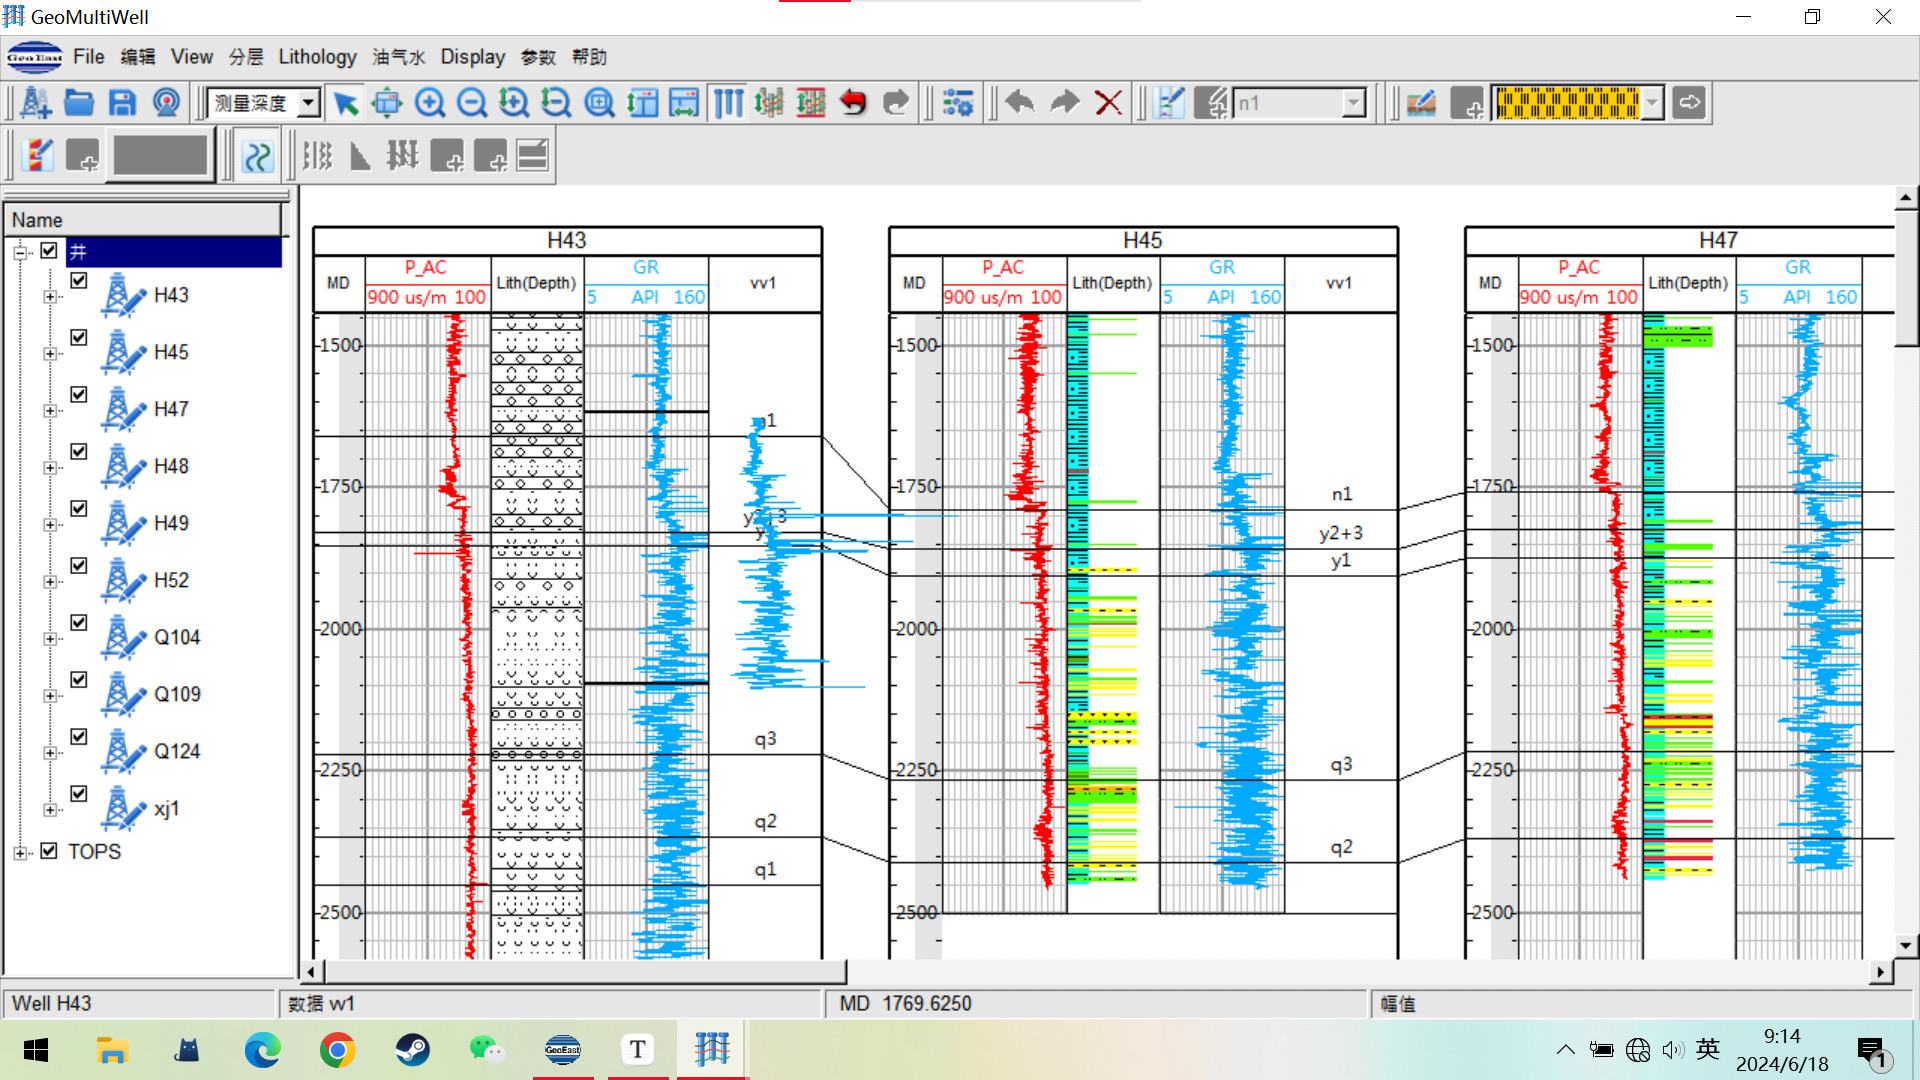 GeoMultiWell
GeoEast File 编辑 View 分层 Lithology 油气水 Display 参数 帮助
测量深度 n1
Name
井
H43
H45
H47
H48
H49
H52
Q104
Q109
Q124
xj1
TOPS
H43 H45 H47
MD P_AC Lith(Depth) GR vv1 MD P_AC Lith(Depth) GR vv1 MD P_AC Lith(Depth) GR
900 us/m 100 5 API 160 900 us/m 100 5 API 160 900 us/m 100 5 API 160
1500 1500 1500
1750 n1 1750 n1 1750
y2+3
y1
2000 2000 2000
q3
2250 2250 q3 2250
q2
q2
q1
2500 2500 2500
Well H43 数据 w1 MD 1769.6250 幅值
GeoEast T 英 9:14
2024/6/18
1